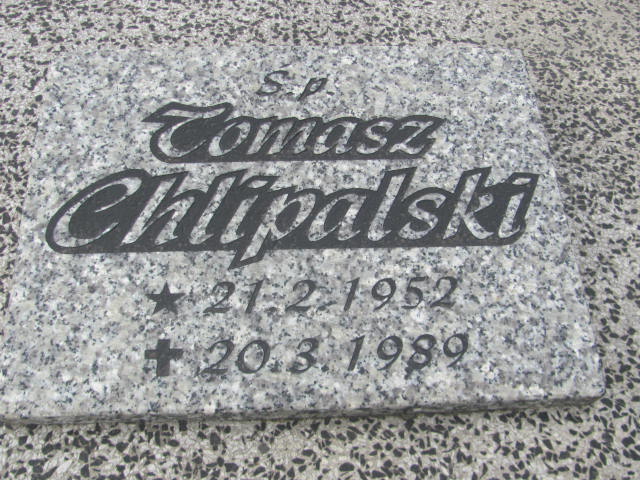 Ś.p.
Tomasz
Chlipalski
★ 21.2.1952
✝ 20.3.1989